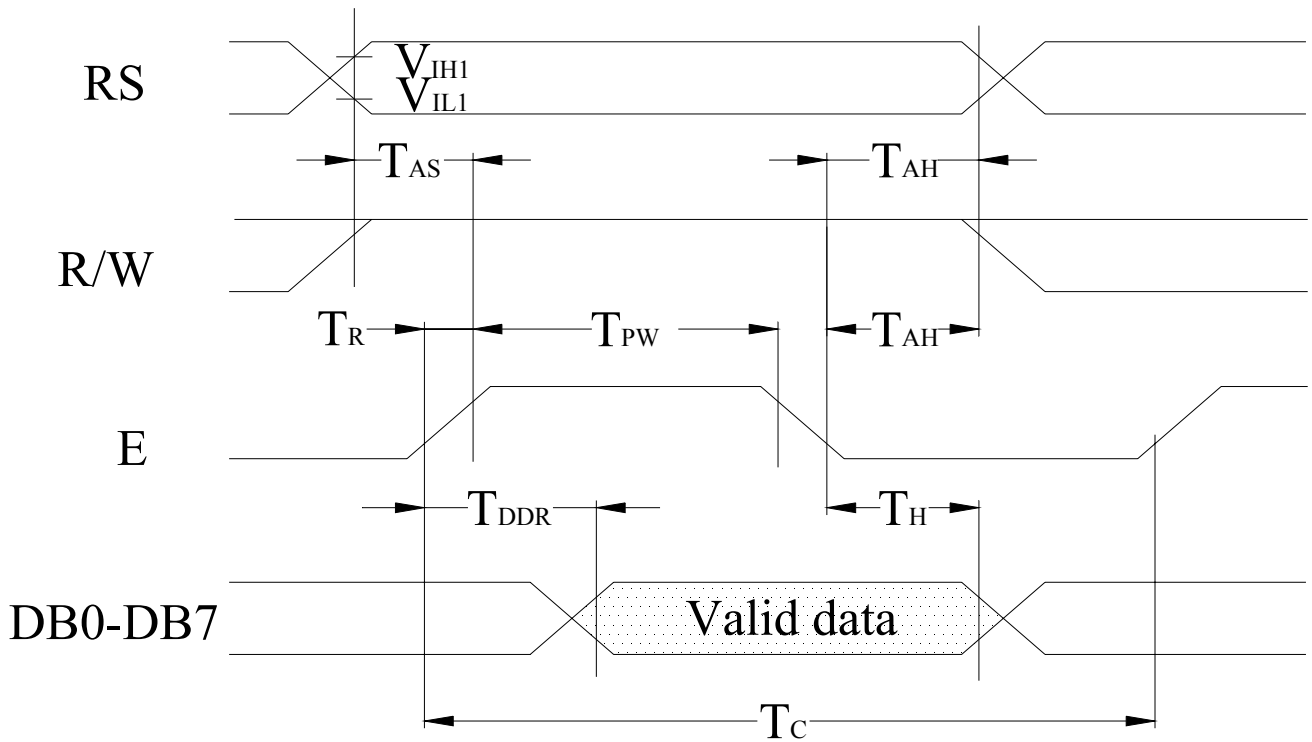 RS
VIH1
VIL1
TAS
TAH
R/W
TR
TPW
TAH
E
TDDR
TH
DB0-DB7
Valid data
TC